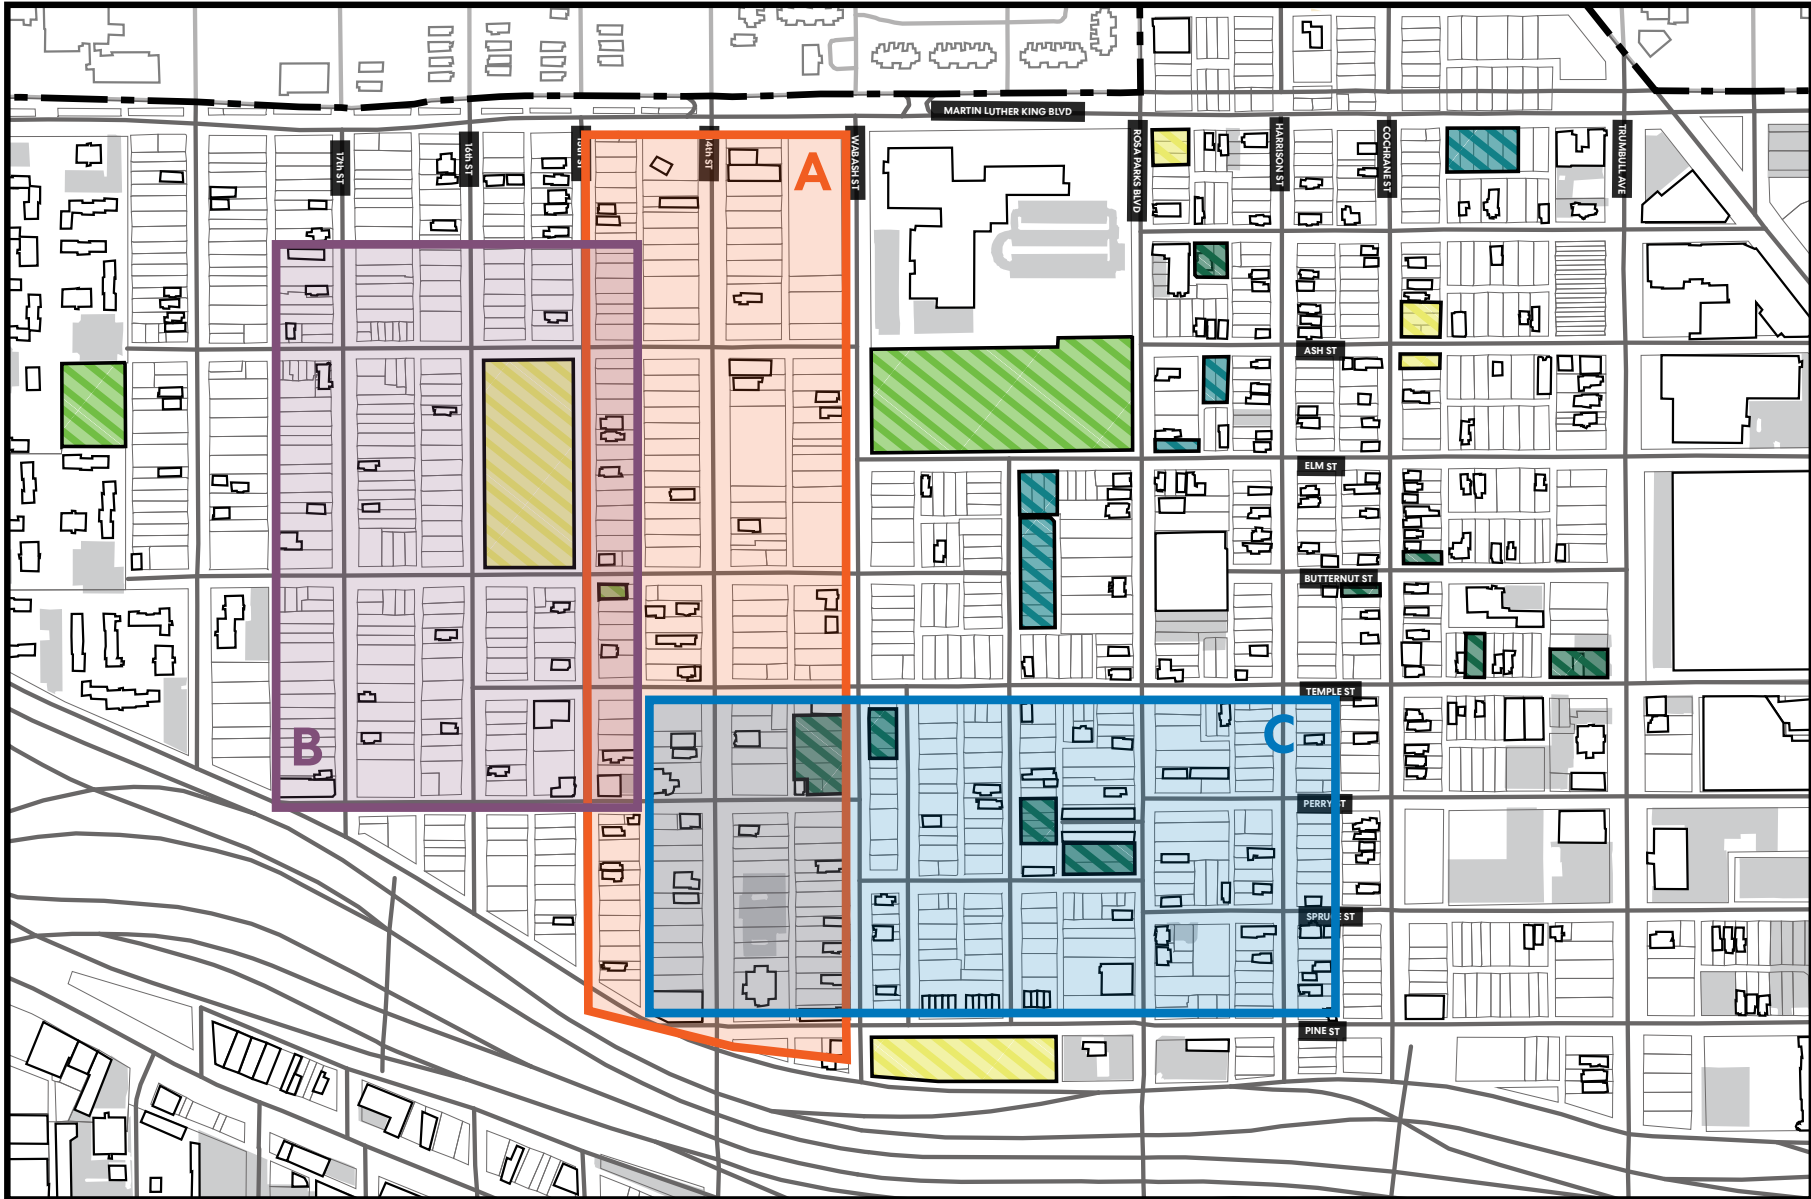 MARTIN LUTHER KING BLVD
17th ST
16th ST
WABASH ST
ROSA PARKS BLVD
HARRISON ST
COCHRANE ST
TRUMBULL AVE
A
ASH ST
ELM ST
BUTTERNUT ST
TEMPLE ST
B
C
PERRY ST
SPRUCE ST
PINE ST